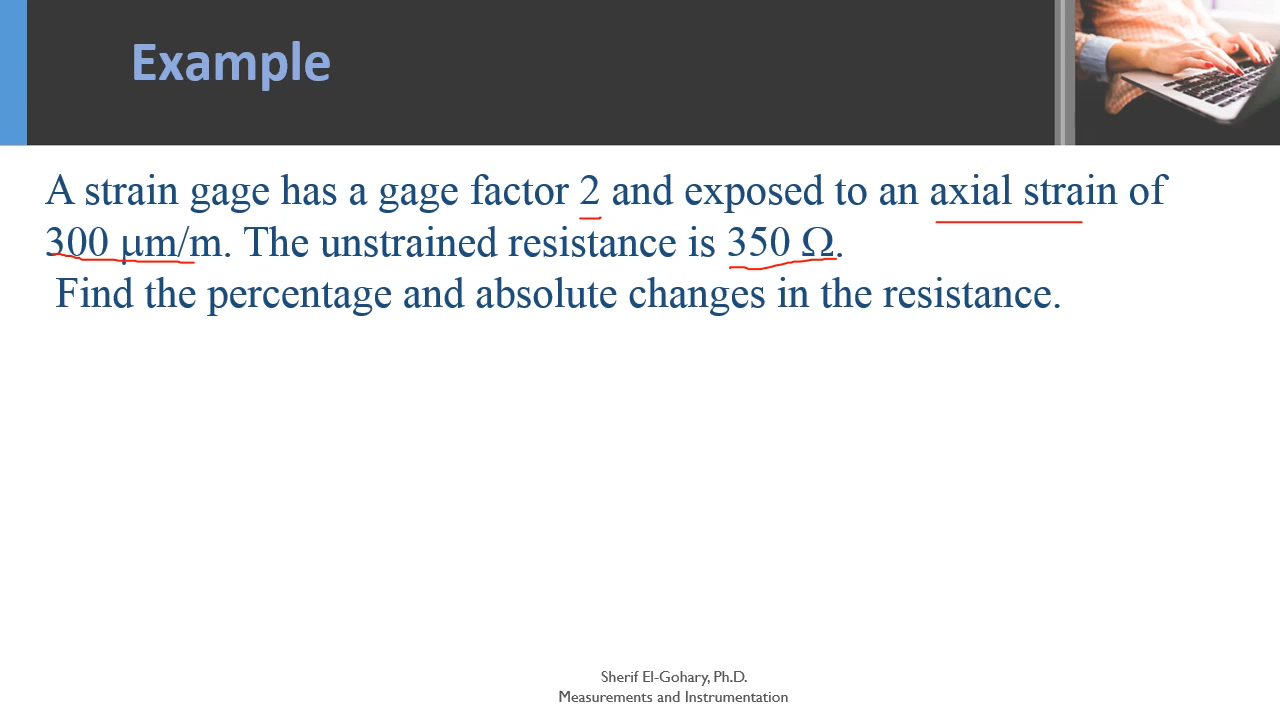 Example
A strain gage has a gage factor 2 and exposed to an axial strain of
300 μm/m. The unstrained resistance is 350 Ω.
Find the percentage and absolute changes in the resistance.
Sherif El-Gohary, Ph.D.
Measurements and Instrumentation